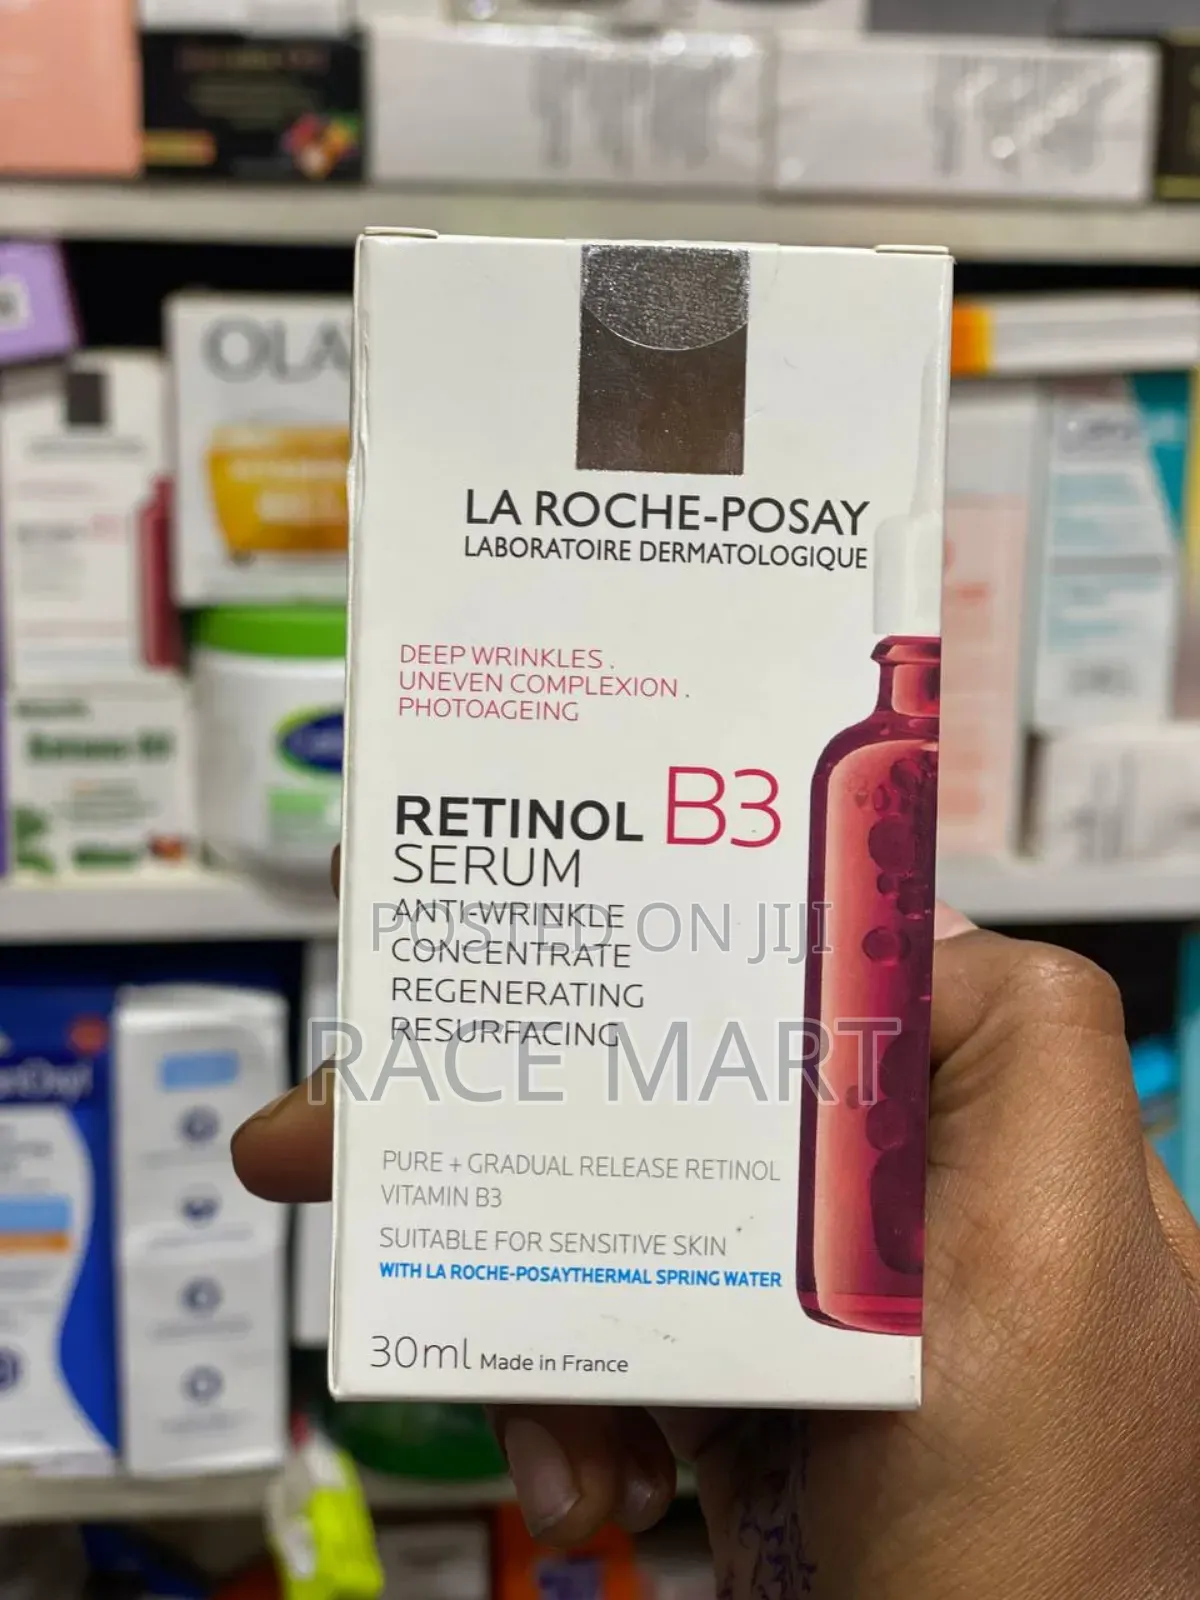 OLA
LA ROCHE-POSAY
LABORATOIRE DERMATOLOGIQUE
DEEP WRINKLES .
UNEVEN COMPLEXION .
PHOTOAGEING
RETINOL B3
SERUM
ANTI-WRINKLE
CONCENTRATE
REGENERATING
RESURFACING
POSTED ON JIJI
RACE MART
PURE + GRADUAL RELEASE RETINOL
VITAMIN B3
SUITABLE FOR SENSITIVE SKIN
WITH LA ROCHE-POSAYTHERMAL SPRING WATER
30ml Made in France